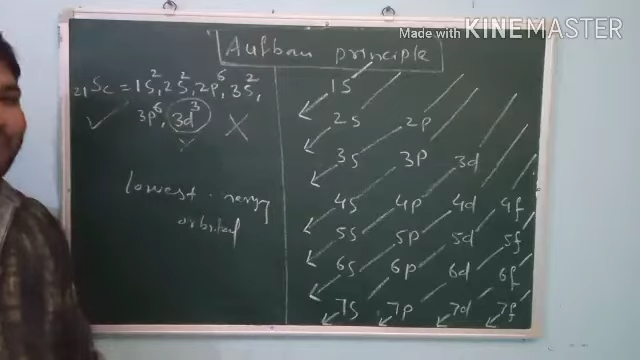 Made with KINEMASTER
Aufbau principle
₂₁Sc = 1S², 2S², 2p⁶, 3S²,
3p⁶, 3d³
lowest
orbital
1S
2S 2p
3S 3p 3d
4S 4p 4d 4f
5S 5p 5d 5f
6S 6p 6d 6f
7S 7p 7d 7f